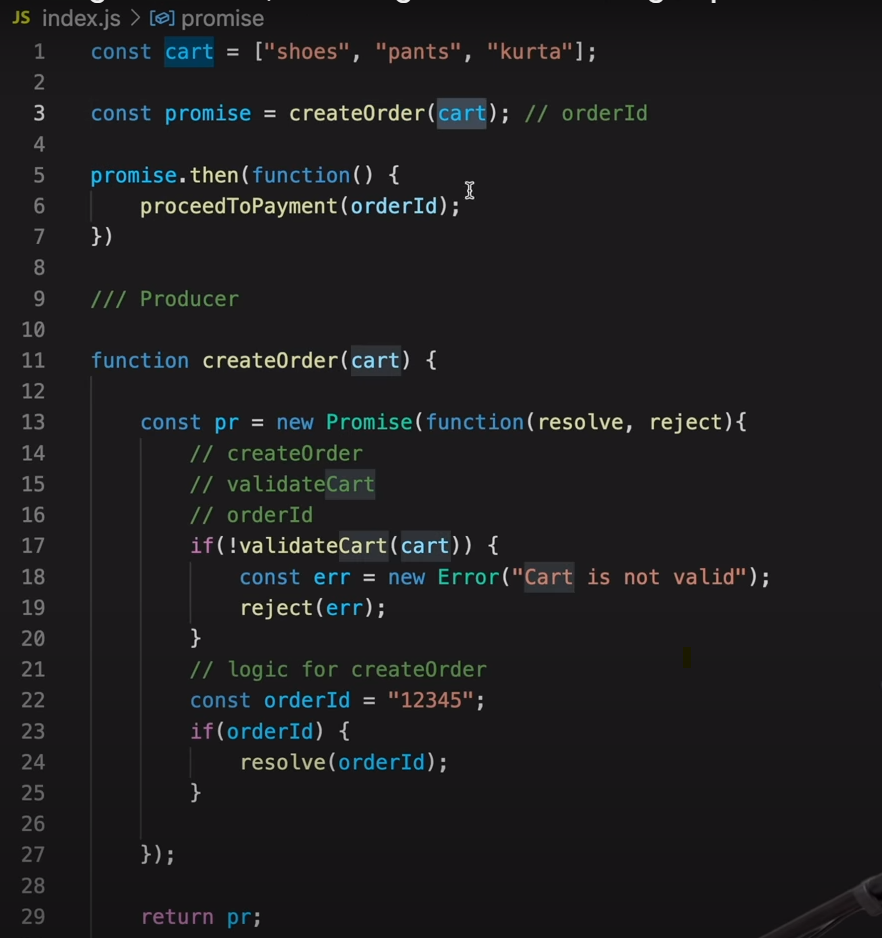 JS index.js > promise
1 const cart = ["shoes", "pants", "kurta"];
2
3 const promise = createOrder(cart); // orderId
4
5 promise.then(function() {
6     proceedToPayment(orderId);
7 })
8
9 /// Producer
10
11 function createOrder(cart) {
12
13     const pr = new Promise(function(resolve, reject){
14         // createOrder
15         // validateCart
16         // orderId
17         if(!validateCart(cart)) {
18             const err = new Error("Cart is not valid");
19             reject(err);
20         }
21         // logic for createOrder
22         const orderId = "12345";
23         if(orderId) {
24             resolve(orderId);
25         }
26
27     });
28
29     return pr;